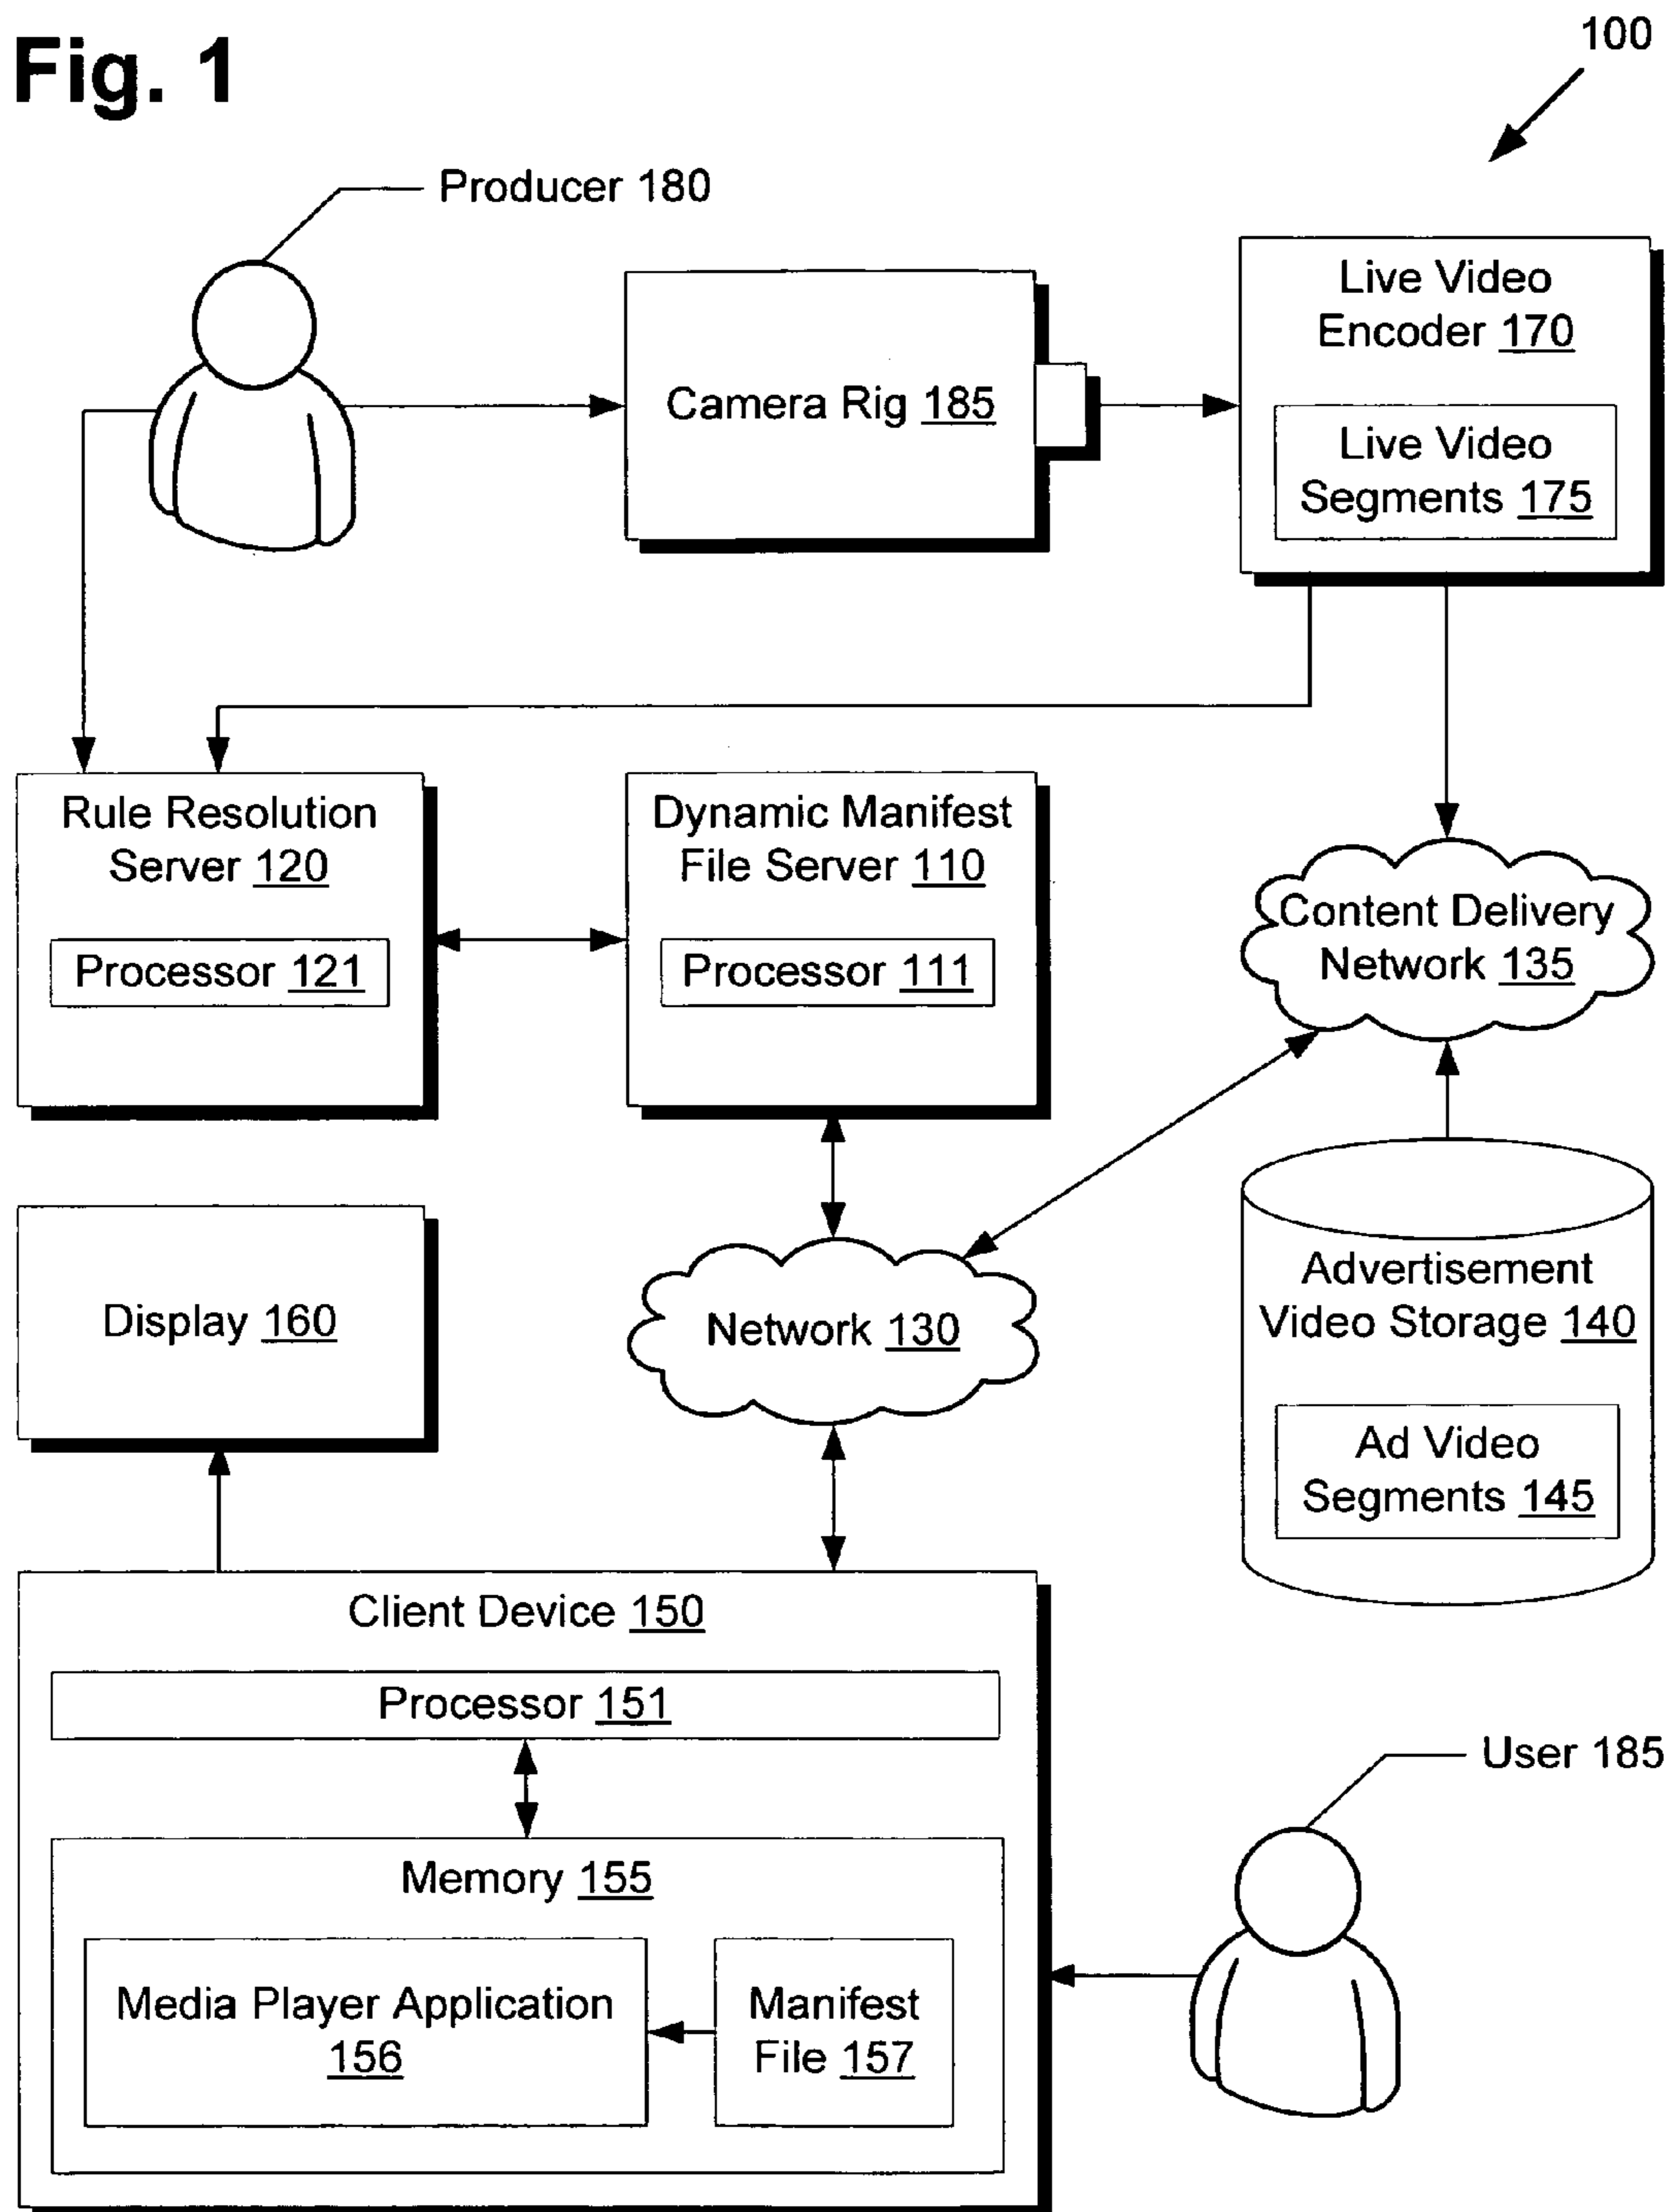 Fig. 1
100
Producer 180
Live Video
Encoder 170
Camera Rig 185
Live Video
Segments 175
Rule Resolution
Server 120
Processor 121
Dynamic Manifest
File Server 110
Processor 111
Content Delivery
Network 135
Display 160
Network 130
Advertisement
Video Storage 140
Ad Video
Segments 145
Client Device 150
Processor 151
User 185
Memory 155
Media Player Application
156
Manifest
File 157